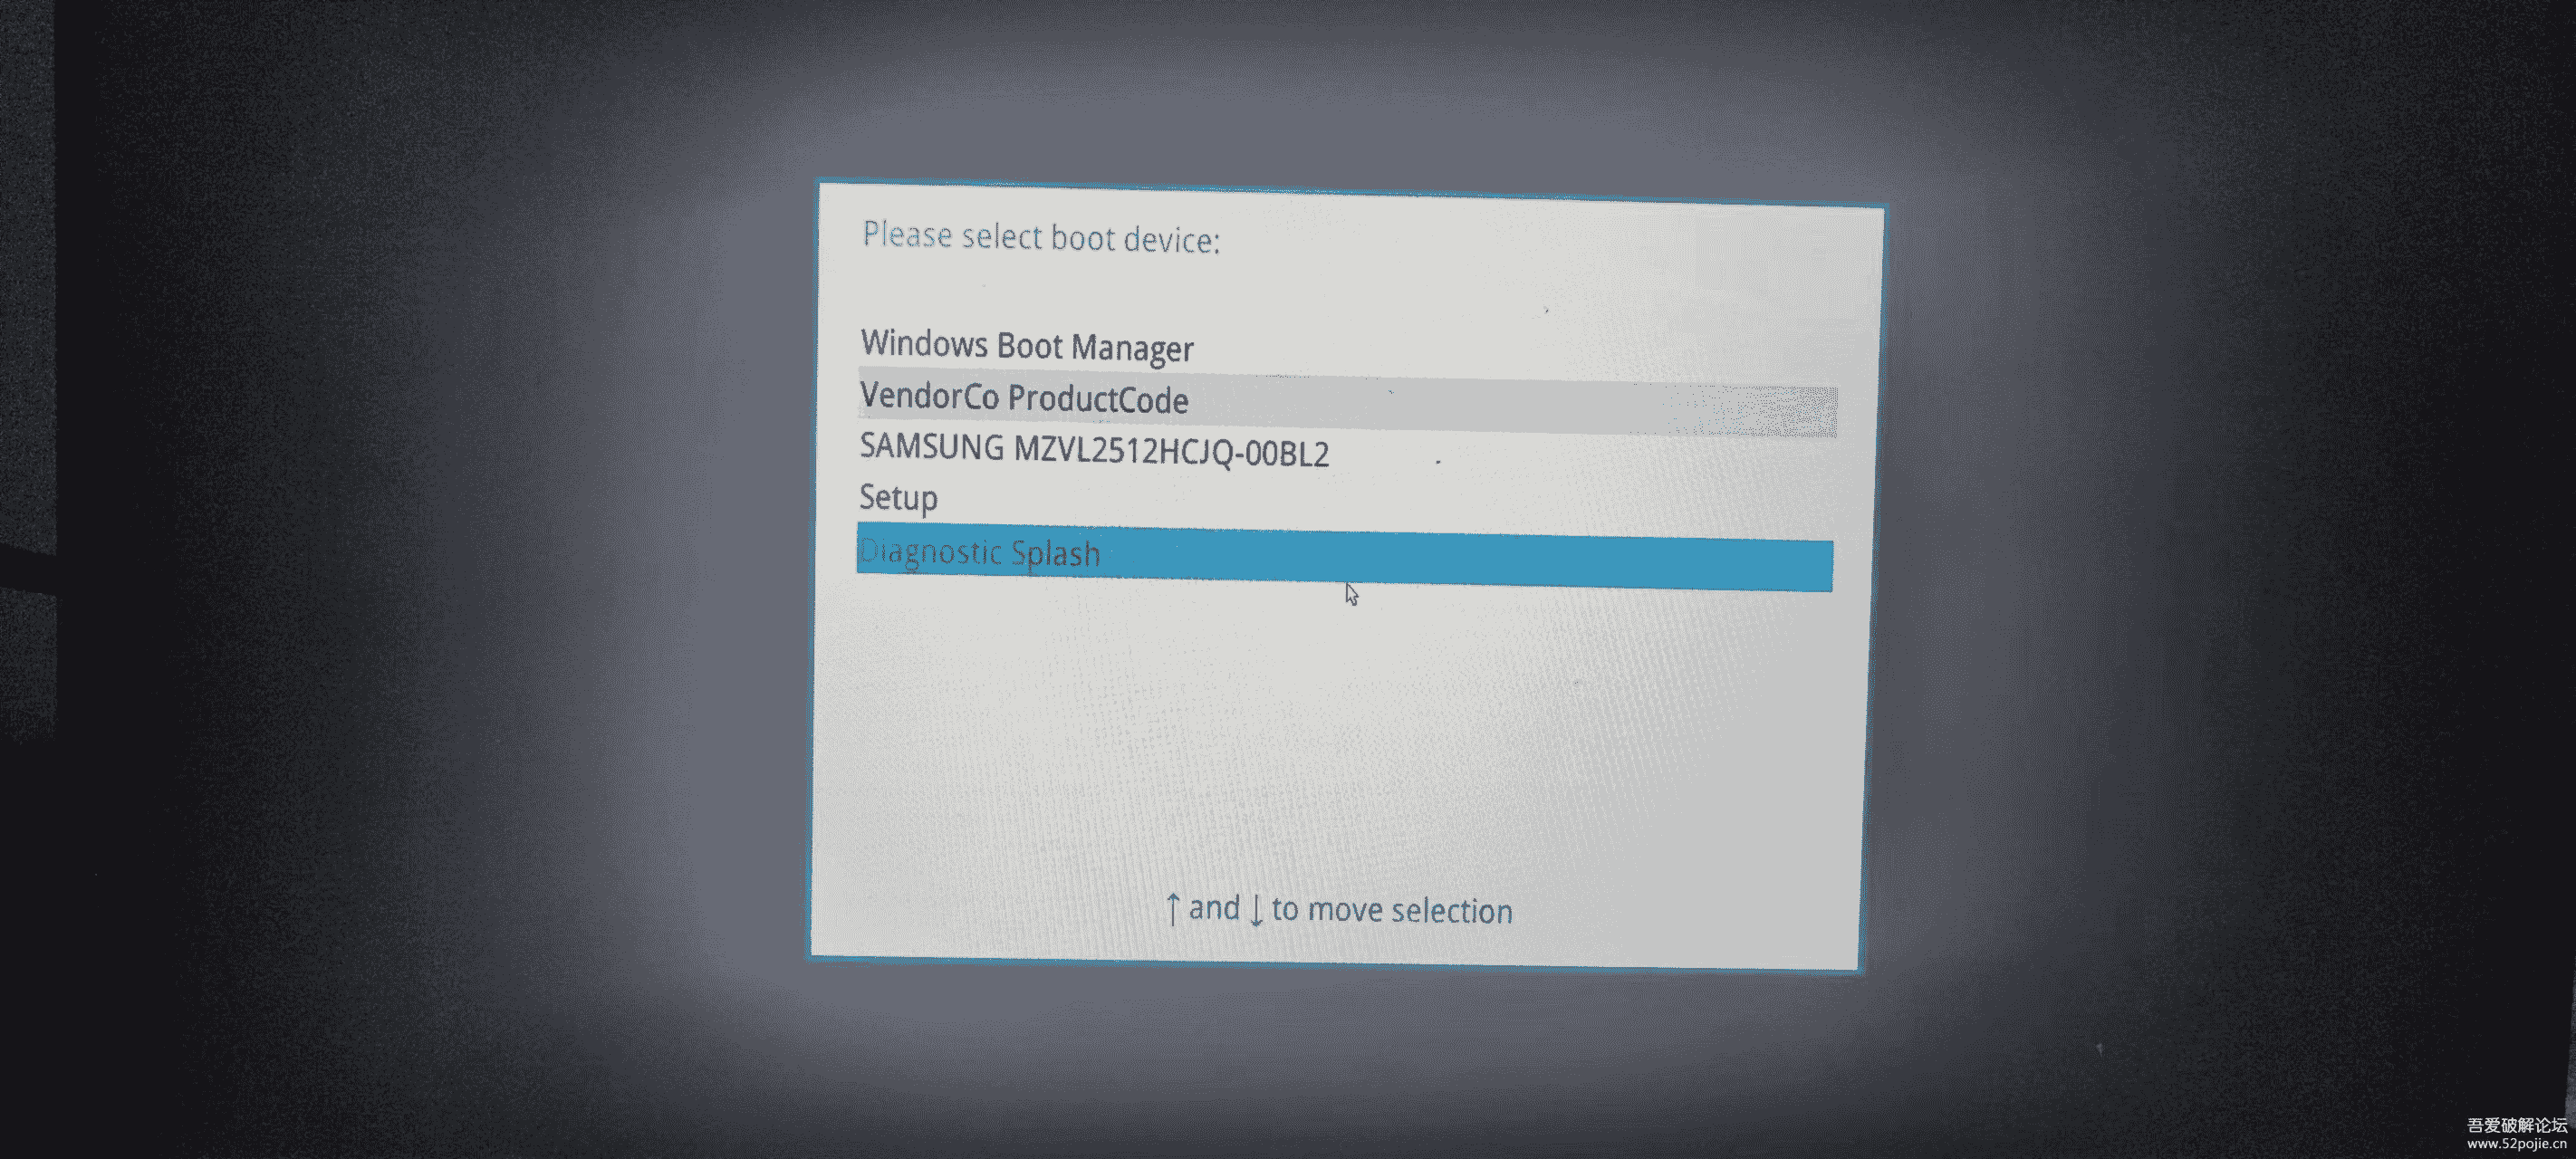 Please select boot device:
Windows Boot Manager
VendorCo ProductCode
SAMSUNG MZVL2512HCJQ-00BL2
Setup
Diagnostic Splash
↑ and ↓ to move selection
吾爱破解论坛
www.52pojie.cn